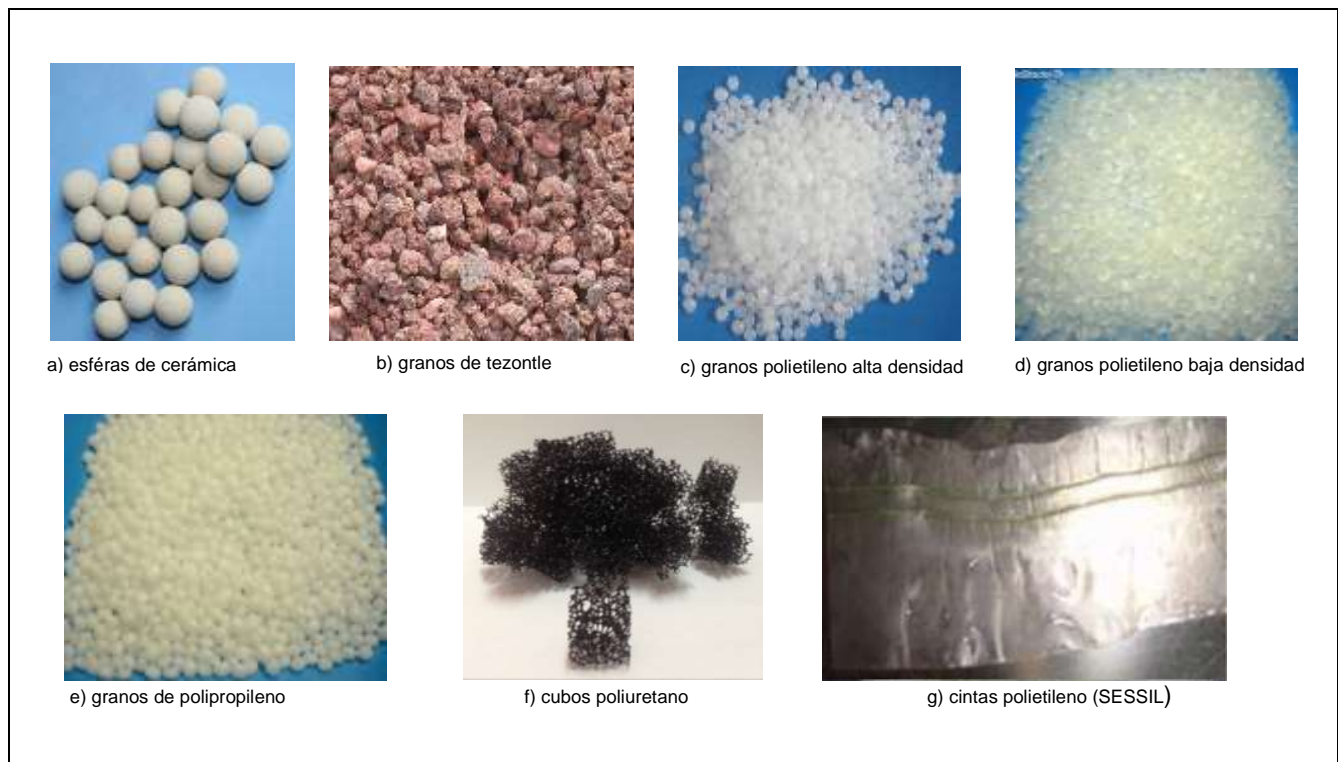 a) esféras de cerámica
b) granos de tezontle
c) granos polietileno alta densidad
d) granos polietileno baja densidad
e) granos de polipropileno
f) cubos poliuretano
g) cintas polietileno (SESSIL)